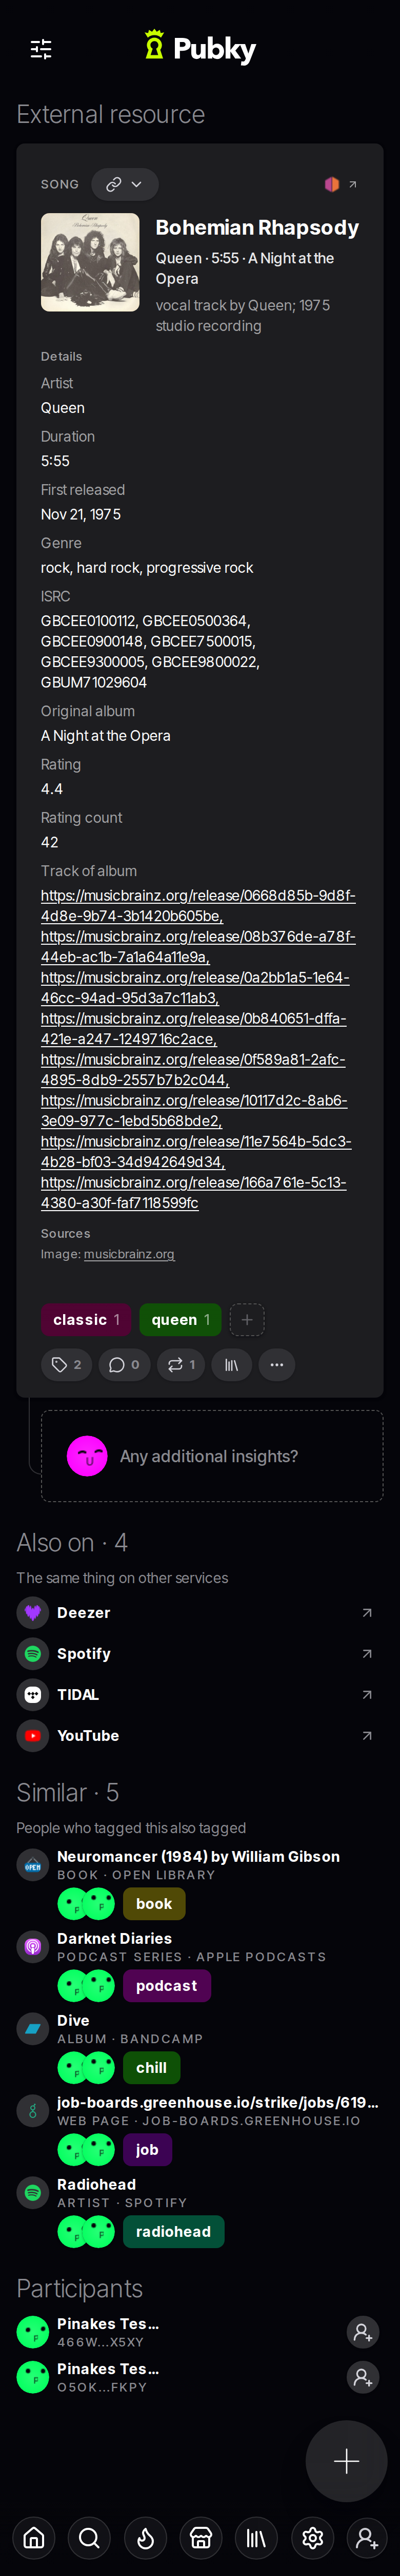 Pubky
External resource
SONG
Queen
Bohemian Rhapsody
Queen · 5:55 · A Night at the
Opera
vocal track by Queen; 1975
studio recording
Details
Artist
Queen
Duration
5:55
First released
Nov 21, 1975
Genre
rock, hard rock, progressive rock
ISRC
GBCEE0100112, GBCEE0500364,
GBCEE0900148, GBCEE7500015,
GBCEE9300005, GBCEE9800022,
GBUM71029604
Original album
A Night at the Opera
Rating
4.4
Rating count
42
Track of album
https://musicbrainz.org/release/0668d85b-9d8f-
4d8e-9b74-3b1420b605be,
https://musicbrainz.org/release/08b376de-a78f-
44eb-ac1b-7a1a64a11e9a,
https://musicbrainz.org/release/0a2bb1a5-1e64-
46cc-94ad-95d3a7c11ab3,
https://musicbrainz.org/release/0b840651-dffa-
421e-a247-1249716c2ace,
https://musicbrainz.org/release/0f589a81-2afc-
4895-8db9-2557b7b2c044,
https://musicbrainz.org/release/10117d2c-8ab6-
3e09-977c-1ebd5b68bde2,
https://musicbrainz.org/release/11e7564b-5dc3-
4b28-bf03-34d942649d34,
https://musicbrainz.org/release/166a761e-5c13-
4380-a30f-faf7118599fc
Sources
Image: musicbrainz.org
classic 1 queen 1
2 0 1
Any additional insights?
Also on · 4
The same thing on other services
Deezer
Spotify
TIDAL
YouTube
Similar · 5
People who tagged this also tagged
Neuromancer (1984) by William Gibson
OPEN
BOOK · OPEN LIBRARY
book
Darknet Diaries
PODCAST SERIES · APPLE PODCASTS
podcast
Dive
ALBUM · BANDCAMP
chill
job-boards.greenhouse.io/strike/jobs/619...
WEB PAGE · JOB-BOARDS.GREENHOUSE.IO
job
Radiohead
ARTIST · SPOTIFY
radiohead
Participants
Pinakes Tes...
466W...X5XY
Pinakes Tes...
O5OK...FKPY